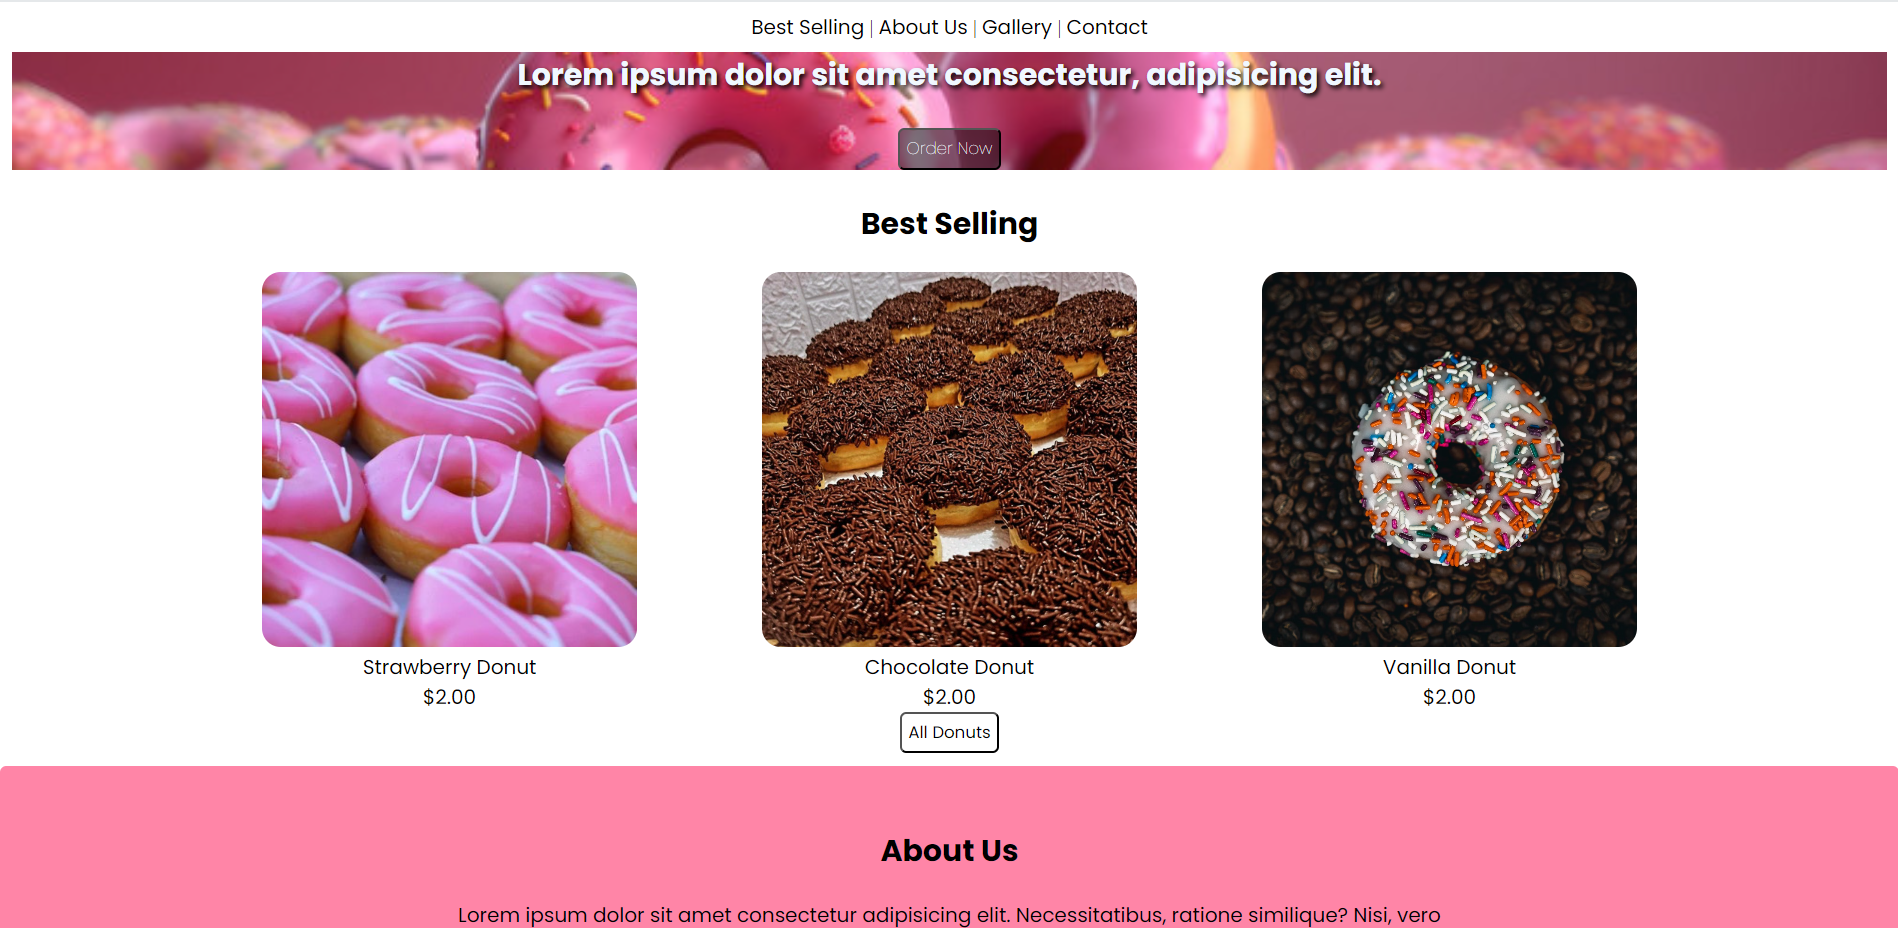 Best Selling | About Us | Gallery | Contact
Lorem ipsum dolor sit amet consectetur, adipisicing elit.
Order Now
Best Selling
Strawberry Donut
$2.00
Chocolate Donut
$2.00
Vanilla Donut
$2.00
All Donuts
About Us
Lorem ipsum dolor sit amet consectetur adipisicing elit. Necessitatibus, ratione similique? Nisi, vero